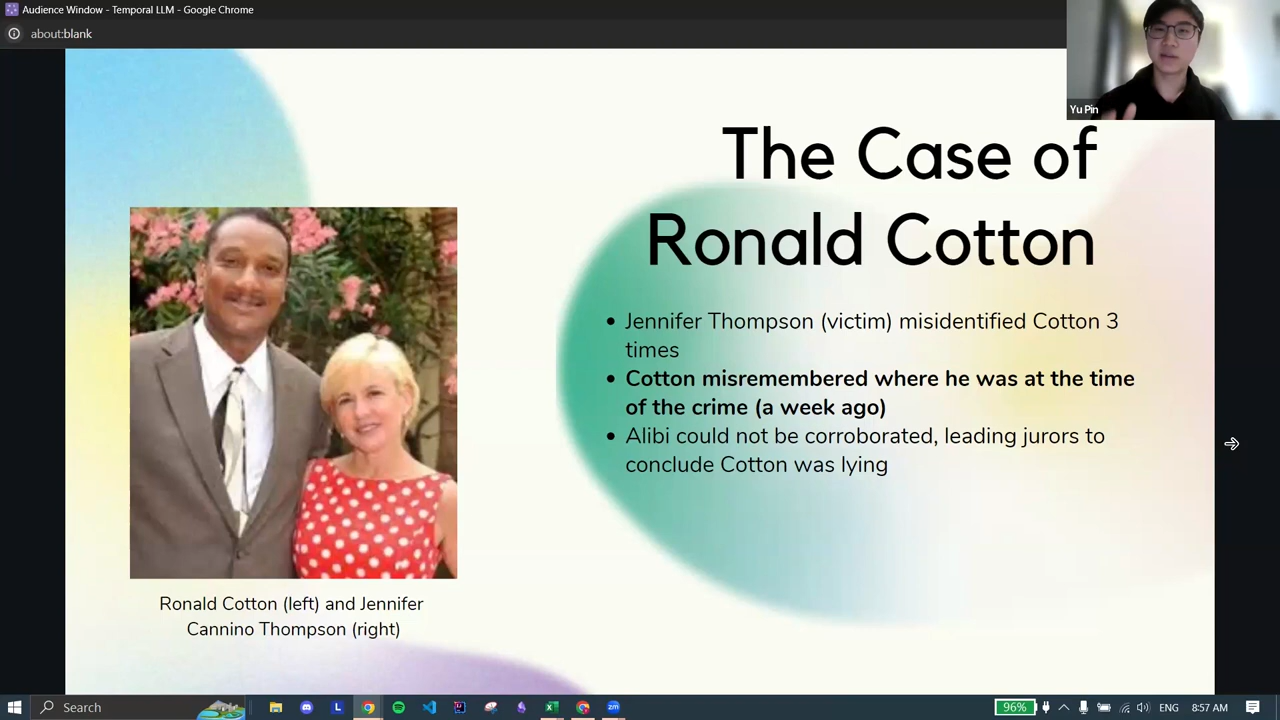 Audience Window - Temporal LLM - Google Chrome
about:blank
Yu Pin
The Case of
Ronald Cotton
• Jennifer Thompson (victim) misidentified Cotton 3
times
• Cotton misremembered where he was at the time
of the crime (a week ago)
• Alibi could not be corroborated, leading jurors to
conclude Cotton was lying
Ronald Cotton (left) and Jennifer
Cannino Thompson (right)
Search
L
zm
96%
ENG
8:57 AM